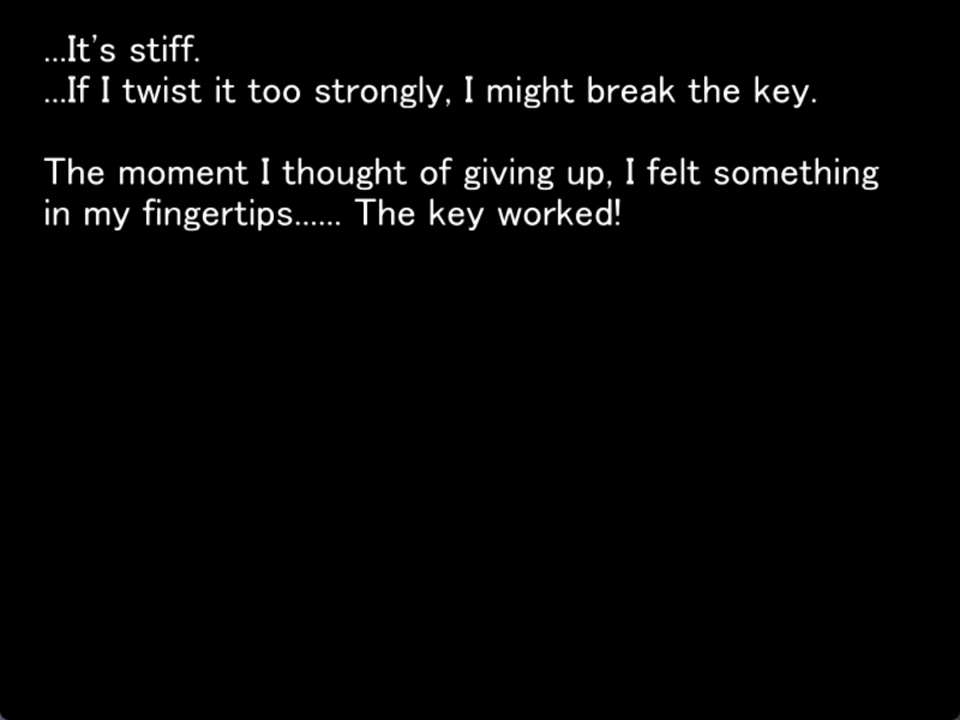 ...It's stiff.
...If I twist it too strongly, I might break the key.
The moment I thought of giving up, I felt something
in my fingertips...... The key worked!